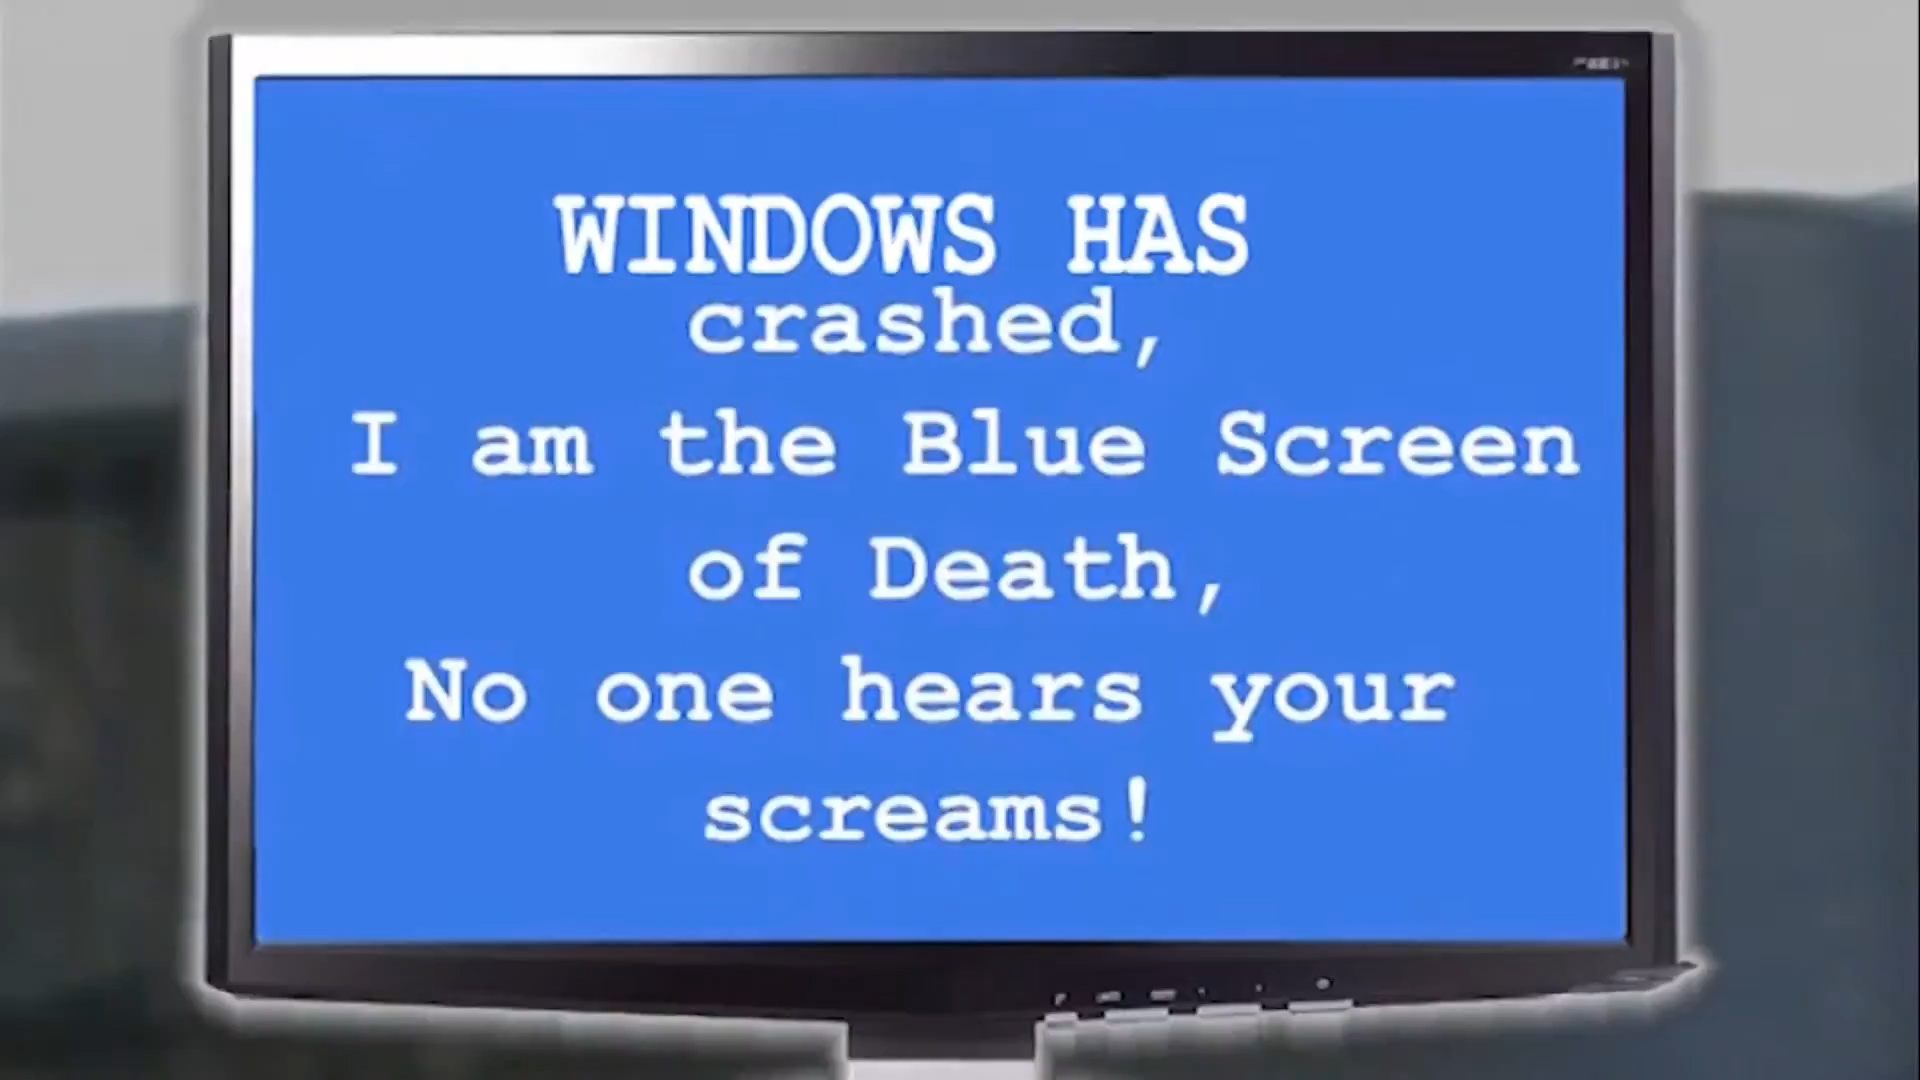 WINDOWS HAS
crashed,
I am the Blue Screen
of Death,
No one hears your
screams!